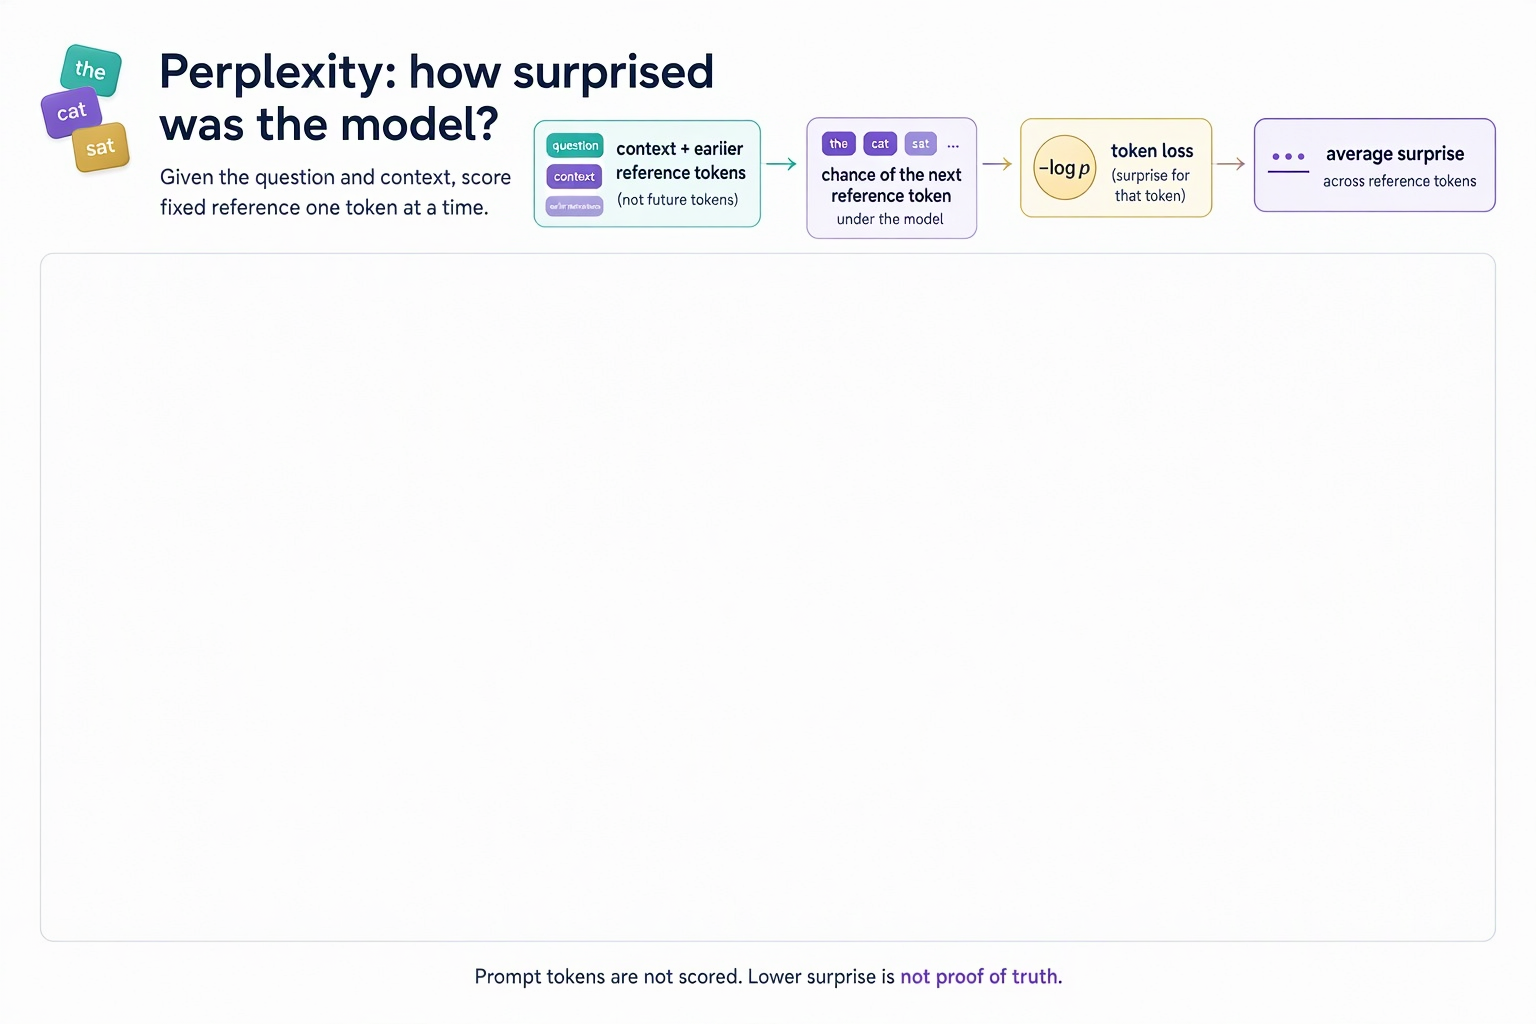 the
cat
sat
Perplexity: how surprised
was the model?
Given the question and context, score
fixed reference one token at a time.
question
context
context + eariier
reference tokens
(not future tokens)
the cat sat ...
chance of the next
reference token
under the model
–log p
token loss
(surprise for
that token)
average surprise
across reference tokens
Prompt tokens are not scored. Lower surprise is not proof of truth.